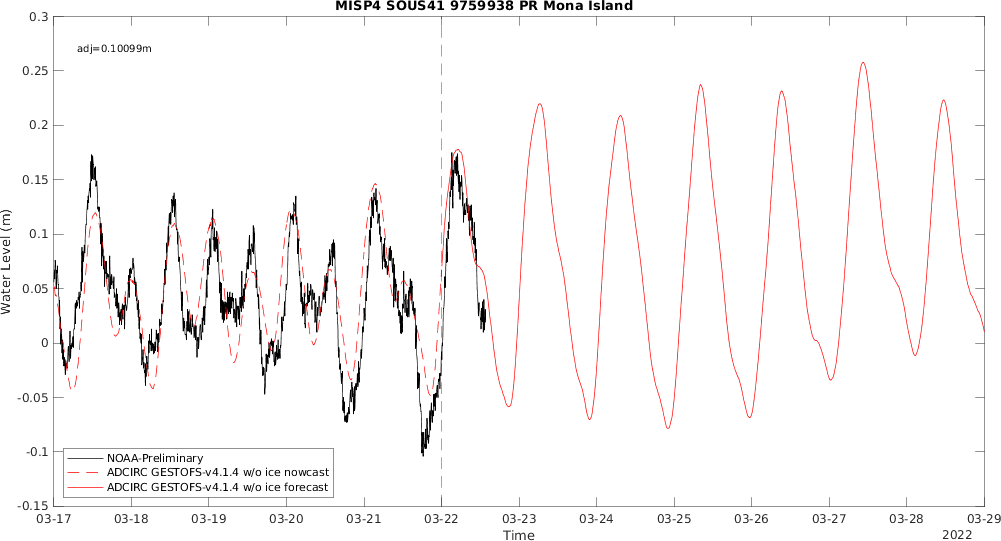 MISP4 SOUS41 9759938 PR Mona Island
adj=0.10099m
0.3
0.25
0.2
0.15
0.1
0.05
0
-0.05
-0.1
-0.15
Water Level (m)
NOAA-Preliminary
ADCIRC GESTOFS-v4.1.4 w/o ice nowcast
ADCIRC GESTOFS-v4.1.4 w/o ice forecast
03-17 03-18 03-19 03-20 03-21 03-22 03-23 03-24 03-25 03-26 03-27 03-28 03-29
Time
2022